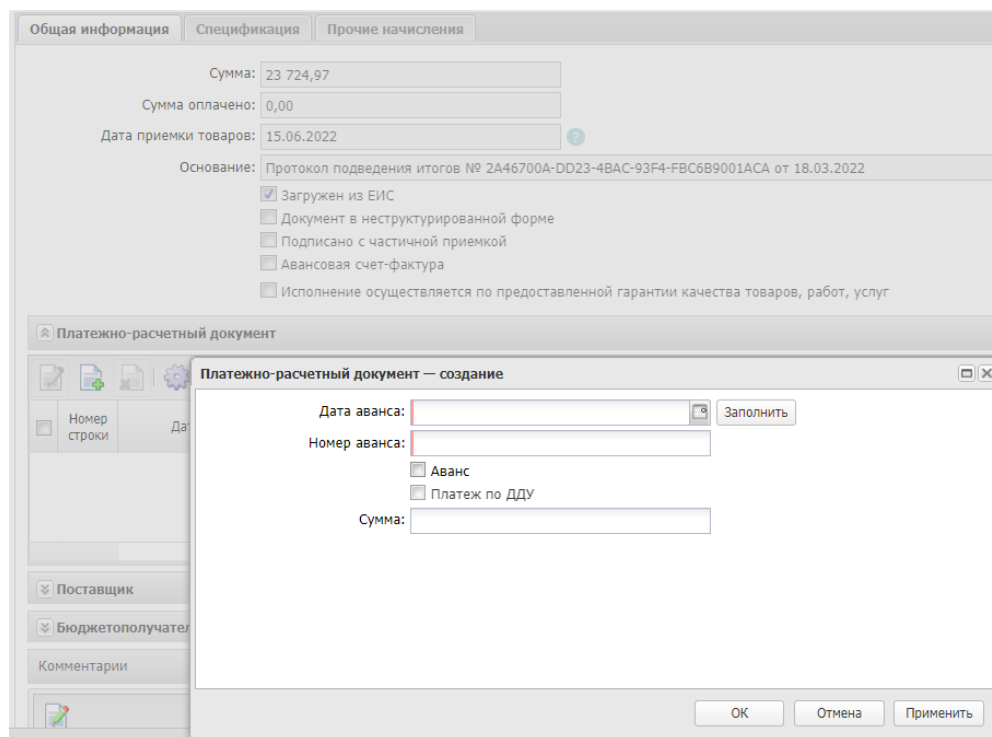 Общая информация Спецификация Прочие начисления
Сумма: 23 724,97
Сумма оплачено: 0,00
Дата приемки товаров: 15.06.2022 ?
Основание: Протокол подведения итогов № 2A46700A-DD23-4BAC-93F4-FBC6B9001ACA от 18.03.2022
Загружен из ЕИС
Документ в неструктурированной форме
Подписано с частичной приемкой
Авансовая счет-фактура
Исполнение осуществляется по предоставленной гарантии качества товаров, работ, услуг
Платежно-расчетный документ
Номер
строки
Платежно-расчетный документ — создание
Дата аванса: Заполнить
Номер аванса:
Аванс
Платеж по ДДУ
Сумма:
Поставщик
Комментарии
ОК Отмена Применить